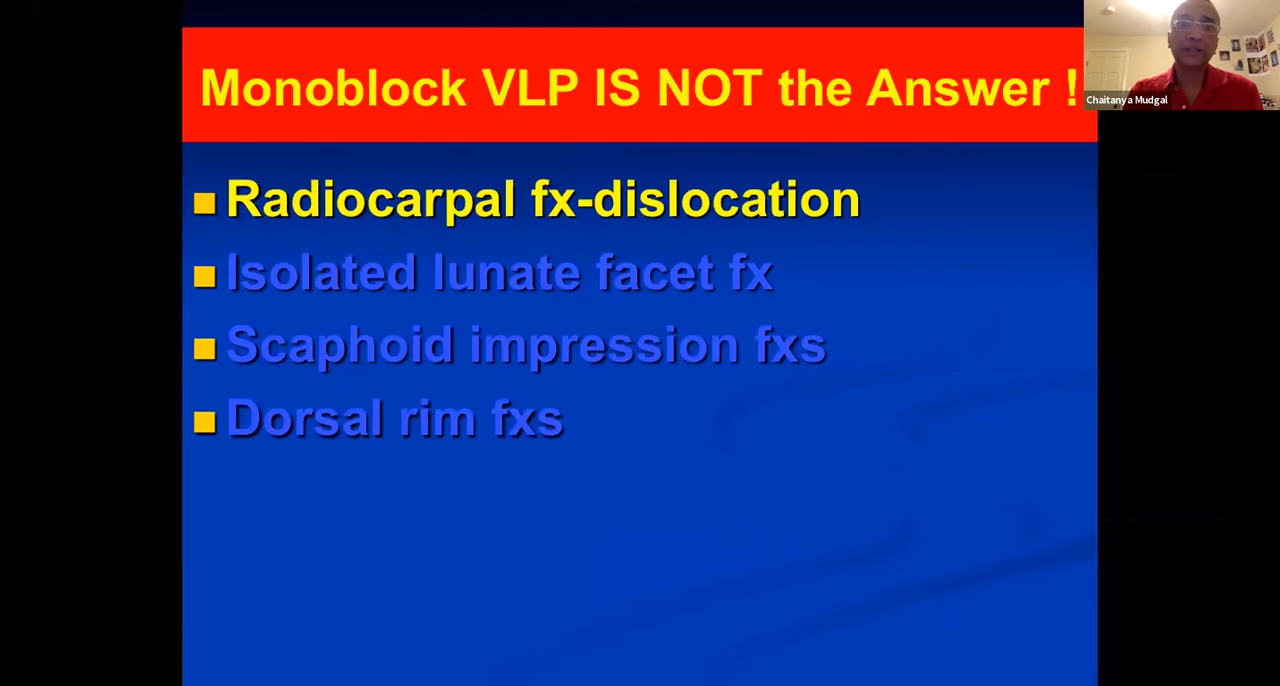 Monoblock VLP IS NOT the Answer !
Chaitanya Mudgal
Radiocarpal fx-dislocation
Isolated lunate facet fx
Scaphoid impression fxs
Dorsal rim fxs